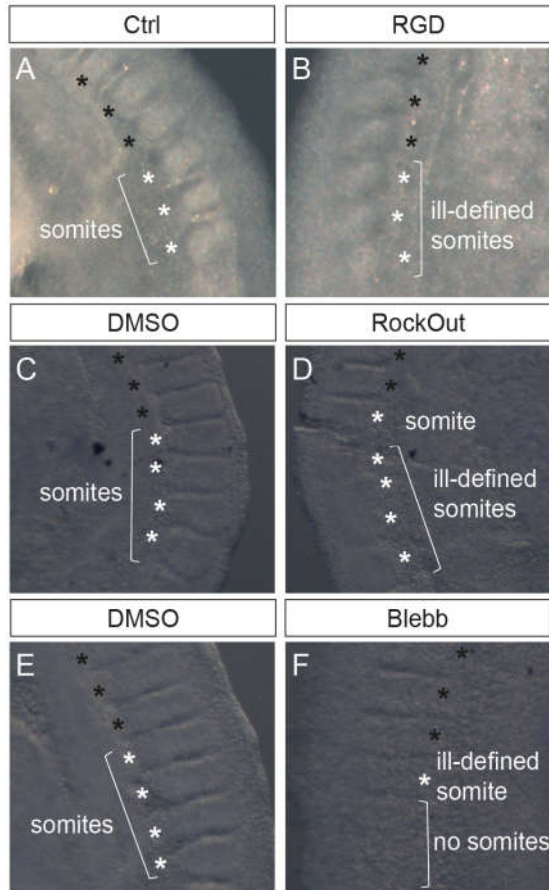 Ctrl
RGD
A
B
somites
ill-defined
somites
DMSO
RockOut
C
D
somites
somite
ill-defined
somites
DMSO
Blebb
E
F
somites
ill-defined
somite
no somites